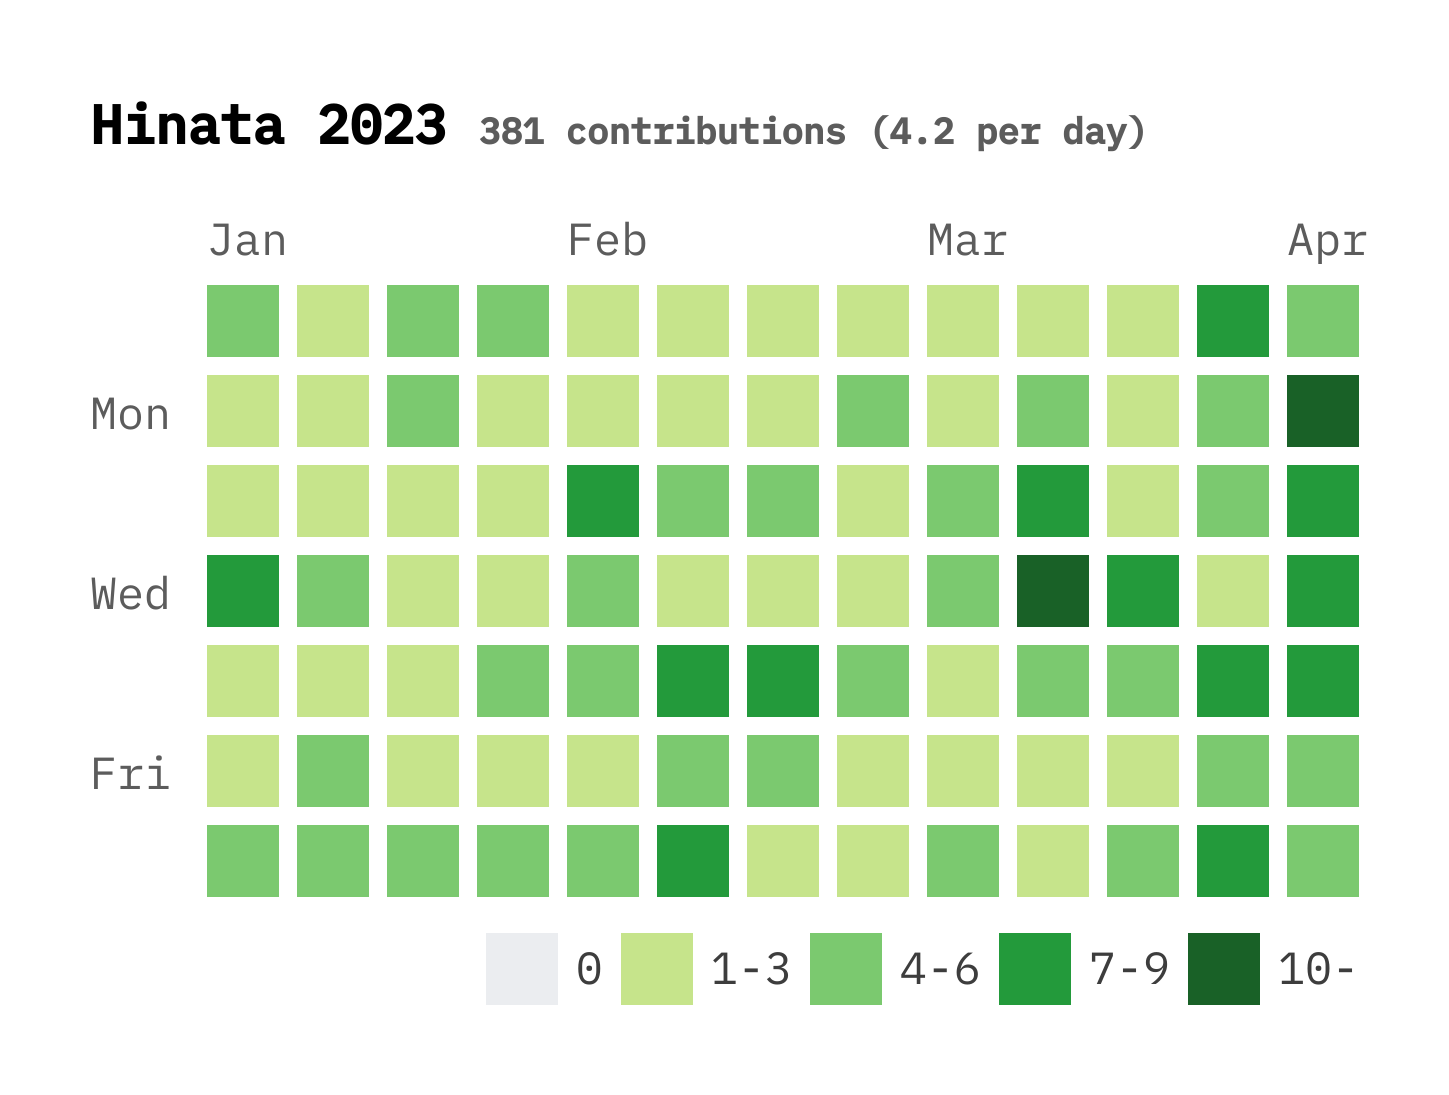 Hinata 2023 381 contributions (4.2 per day)
Jan Feb Mar Apr
Mon
Wed
Fri
0 1-3 4-6 7-9 10-